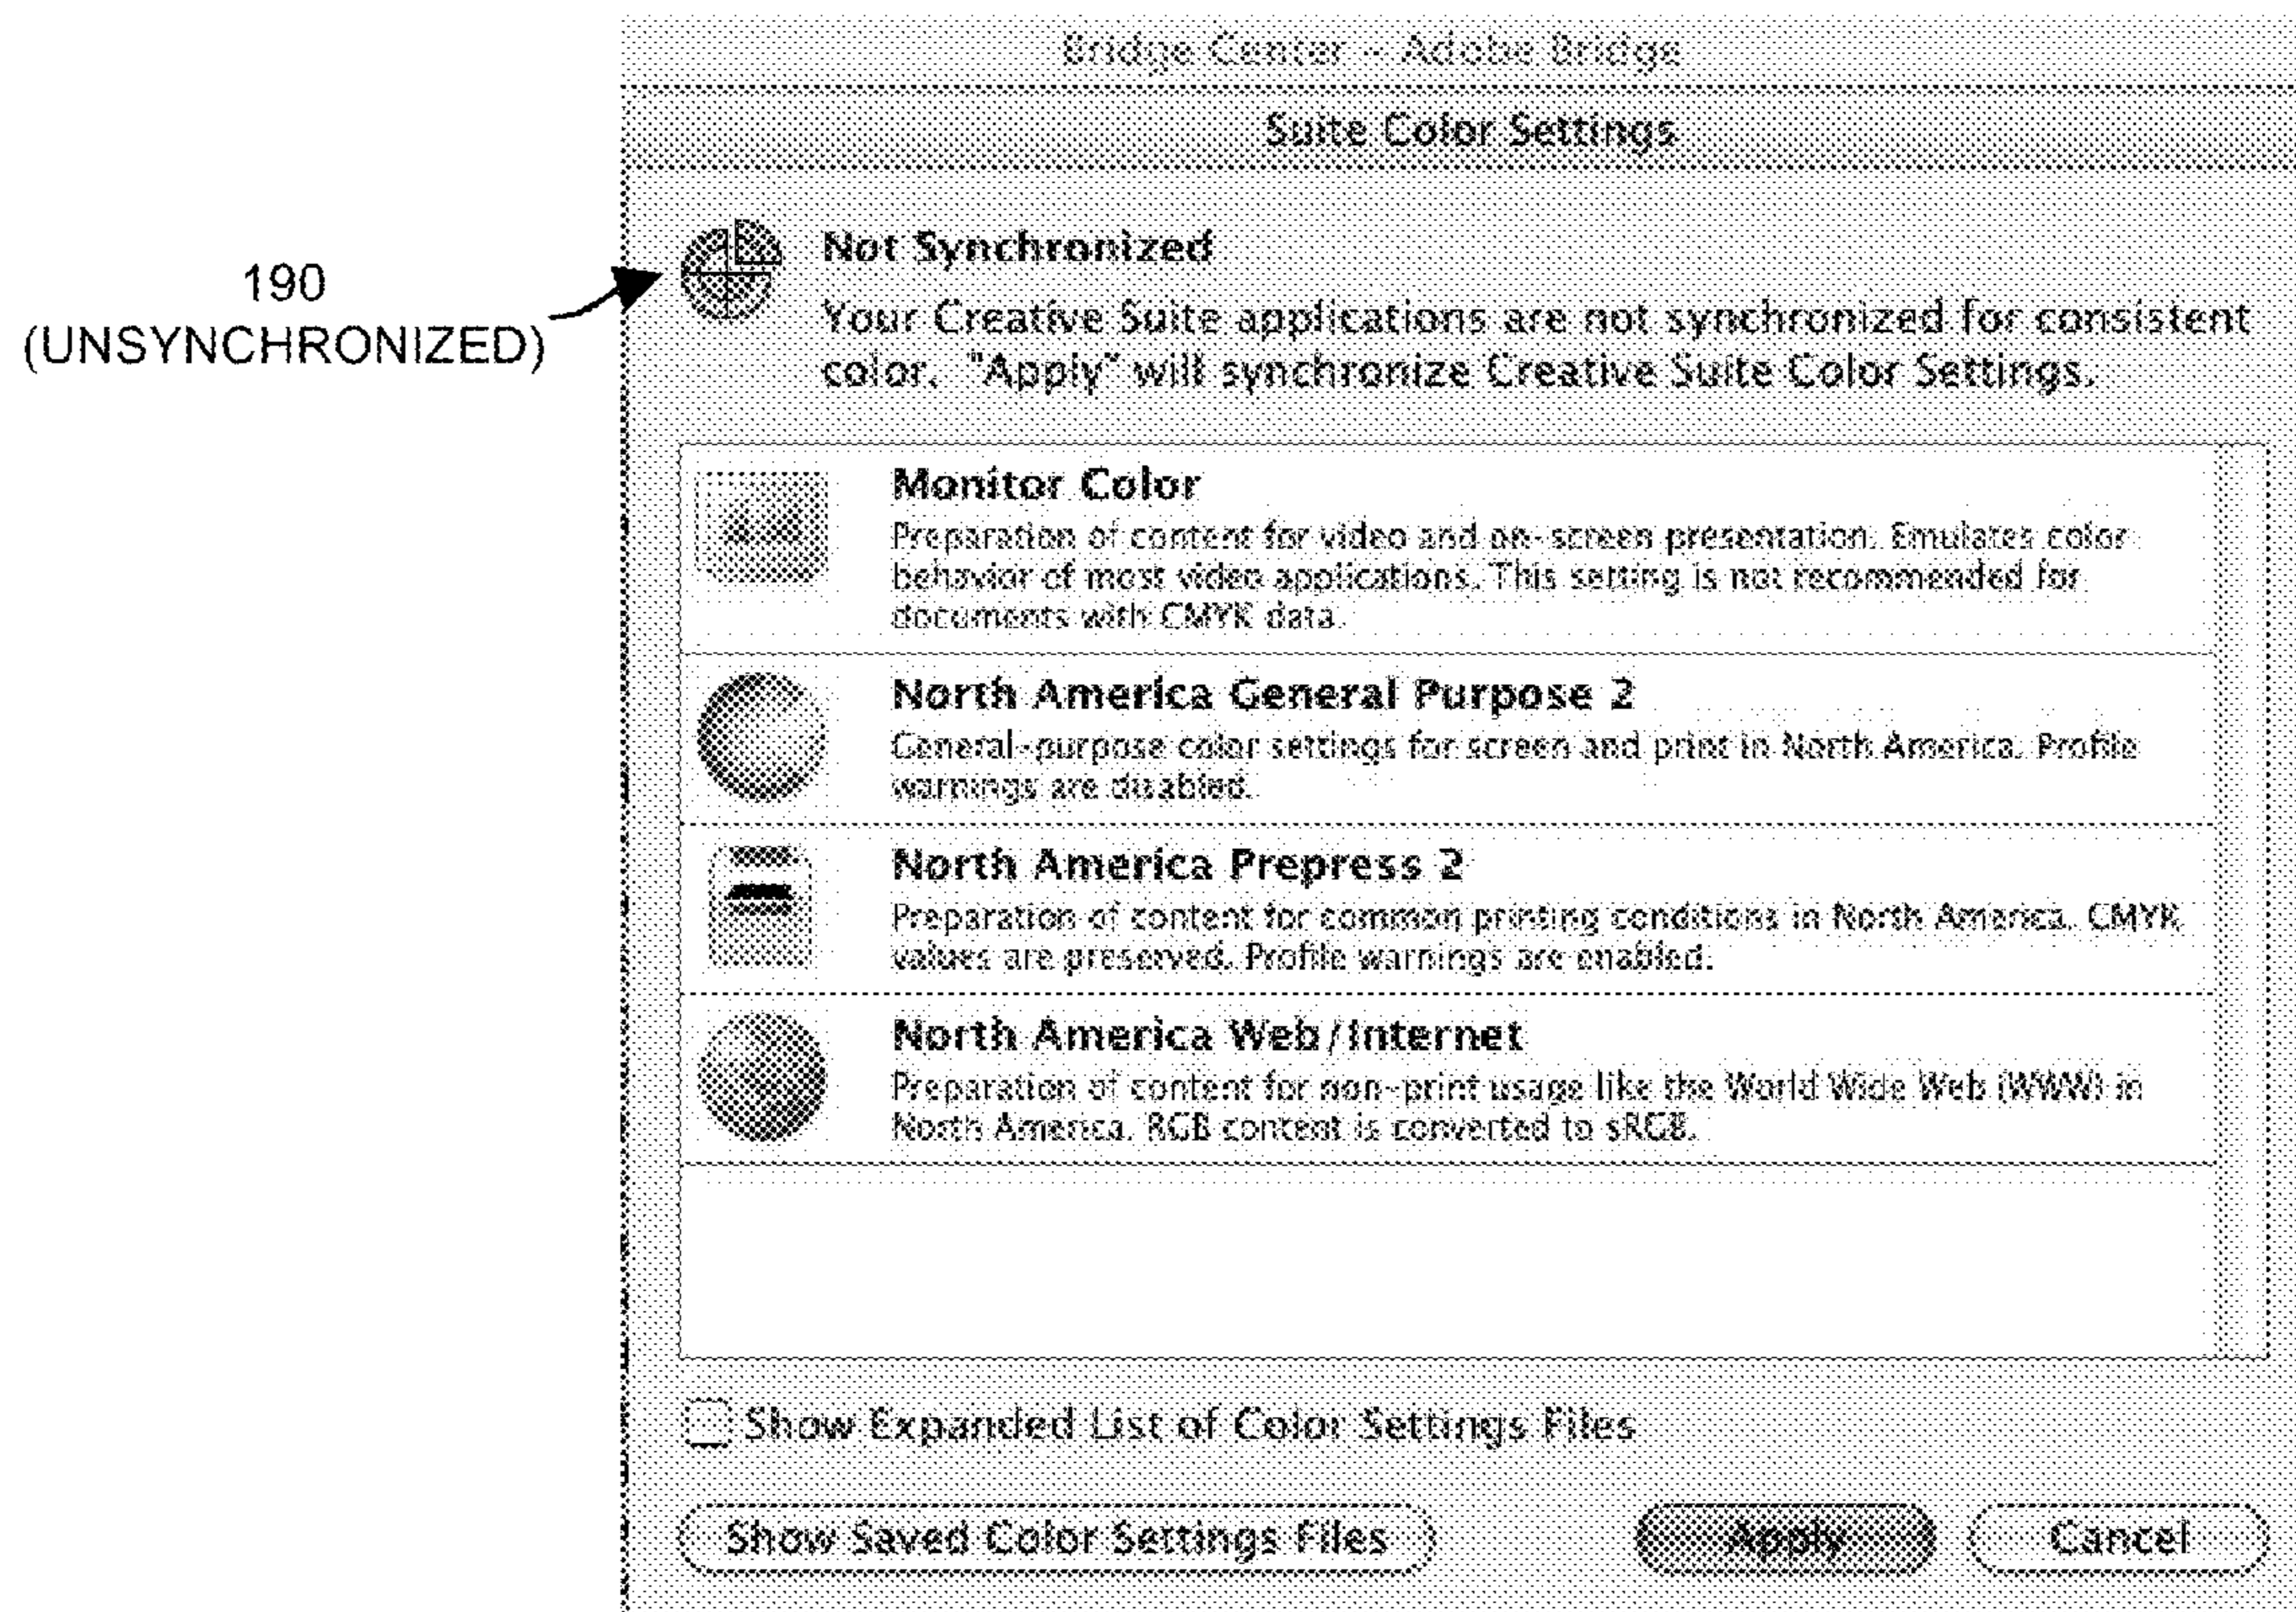 Bridge Center – Adobe Bridge
Suite Color Settings
190
(UNSYNCHRONIZED)
Not Synchronized
Your Creative Suite applications are not synchronized for consistent
color. "Apply" will synchronize Creative Suite Color Settings.
Monitor Color
Preparation of content for video and on-screen presentation. Emulates color
behavior of most video applications. This setting is not recommended for
documents with CMYK data.
North America General Purpose 2
General-purpose color settings for screen and print in North America. Profile
warnings are disabled.
North America Prepress 2
Preparation of content for common printing conditions in North America. CMYK
values are preserved. Profile warnings are enabled.
North America Web/Internet
Preparation of content for non-print usage like the World Wide Web (WWW) in
North America. RGB content is converted to sRGB.
Show Expanded List of Color Settings Files
Show Saved Color Settings Files
Apply
Cancel